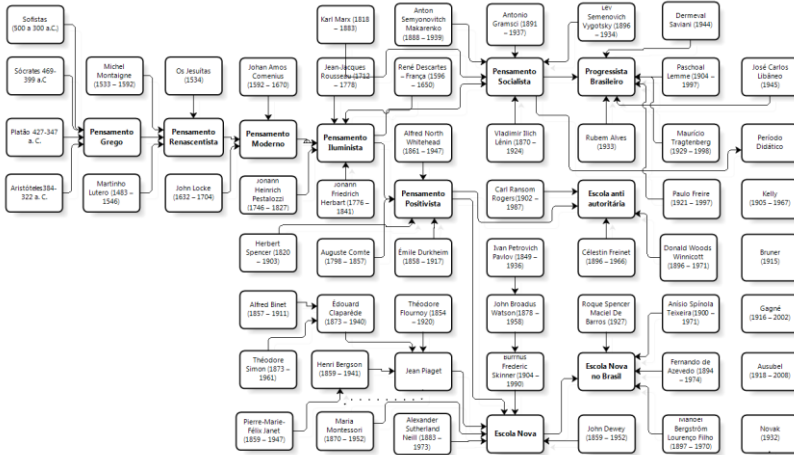 Sofistas
(500 a 300 a.C.)
Karl Marx (1818
– 1883)
Anton
Semyonovitch
Makarenko
(1888 – 1939)
Antonio
Gramsci (1891
– 1937)
Lev
Semenovich
Vygotsky (1896
– 1934)
Dermeval
Saviani (1944)
Sócrates 469-
399 a.C
Michel
Montaigne
(1533 – 1592)
Os Jesuítas
(1534)
Johan Amos
Comenius
(1592 – 1670)
Jean-Jacques
Rousseau (1712
– 1778)
René Descartes
– França (1596
– 1650)
Pensamento
Socialista
Progressista
Brasileiro
Paschoal
Lemme (1904
– 1997)
José Carlos
Libâneo
(1945)
Platão 427-347
a. C.
Pensamento
Grego
Pensamento
Renascentista
Pensamento
Moderno
Pensamento
Iluminista
Alfred North
Whitehead
(1861 – 1947)
Vladimir Ilich
Lênin (1870
– 1924)
Rubem Alves
(1933)
Maurício
Tragtenberg
(1929 – 1998)
Período
Didático
Aristóteles384-
322 a. C.
Martinho
Lutero (1483 –
1546)
John Locke
(1632 – 1704)
Johann
Heinrich
Pestalozzi
(1746 – 1827)
Johann
Friedrich
Herbart (1776 –
1841)
Pensamento
Positivista
Carl Ransom
Rogers (1902 –
1987)
Escola anti
autoritária
Paulo Freire
(1921 – 1997)
Kelly
(1905 – 1967)
Herbert
Spencer (1820
– 1903)
Auguste Comte
(1798 – 1857)
Émile Durkheim
(1858 – 1917)
Ivan Petrovich
Pavlov (1849 –
1936)
Célestin Freinet
(1896 – 1966)
Donald Woods
Winnicott
(1896 – 1971)
Bruner
(1915)
Alfred Binet
(1857 – 1911)
Édouard
Claparède
(1873 – 1940)
Théodore
Flournoy (1854
– 1920)
John Broadus
Watson(1878
– 1958)
Roque Spencer
Maciel De
Barros (1927)
Anísio Spínola
Teixeira (1900
– 1971)
Gagné
(1916 – 2002)
Théodore
Simon (1873 –
1961)
Henri Bergson
(1859 – 1941)
Jean Piaget
Burrhus
Frederic
Skinner (1904 –
1990)
Escola Nova
no Brasil
Fernando de
Azevedo (1894
– 1974)
Ausubel
(1918 – 2008)
Pierre-Marie-
Félix Janet
(1859 – 1947)
Maria
Montessori
(1870 – 1952)
Alexander
Sutherland
Neill (1883 –
1973)
Escola Nova
John Dewey
(1859 – 1952)
Manoel
Bergström
Lourenço Filho
(1897 – 1970)
Novak
(1932)